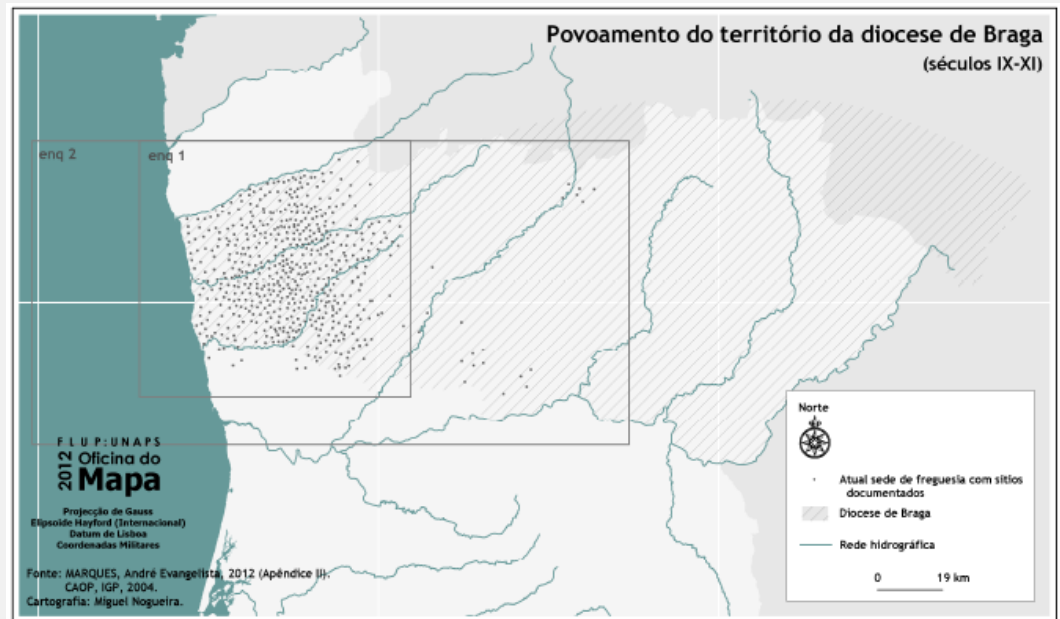 Povoamento do território da diocese de Braga
(séculos IX-XI)
enq 2
enq 1
Norte
Atual sede de freguesia com sítios
documentados
Diocese de Braga
Rede hidrográfica
0 19 km
FLUP:UNAPS
2012 Oficina do
Mapa
Projecção de Gauss
Elipsoide Hayford (Internacional)
Datum de Lisboa
Coordenadas Militares
Fonte: MARQUES, André Evangelista, 2012 (Apêndice II).
CAOP, IGP, 2004.
Cartografia: Miguel Nogueira.